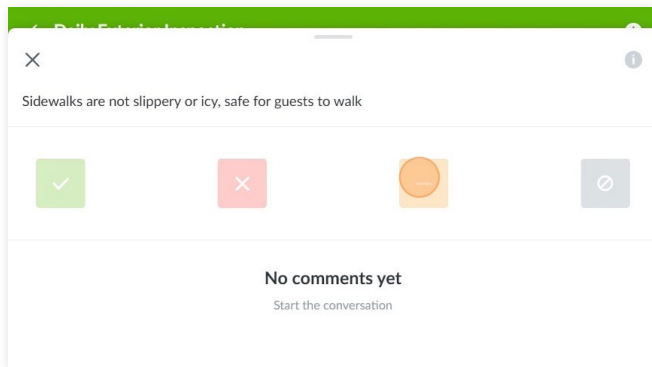 Sidewalks are not slippery or icy, safe for guests to walk
No comments yet
Start the conversation